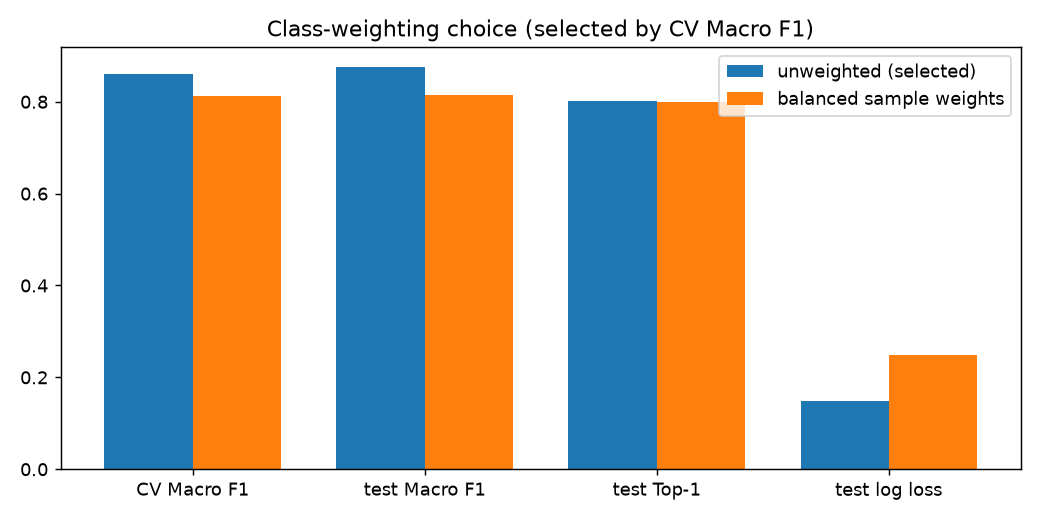 Class-weighting choice (selected by CV Macro F1)
unweighted (selected)
balanced sample weights
0.8
0.6
0.4
0.2
0.0
CV Macro F1
test Macro F1
test Top-1
test log loss